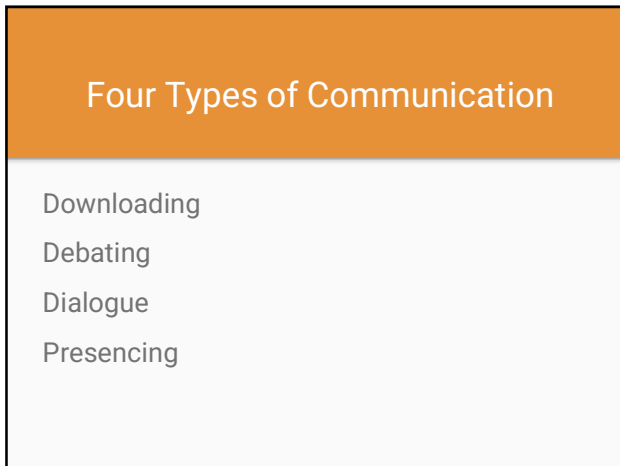 Four Types of Communication
Downloading
Debating
Dialogue
Presencing